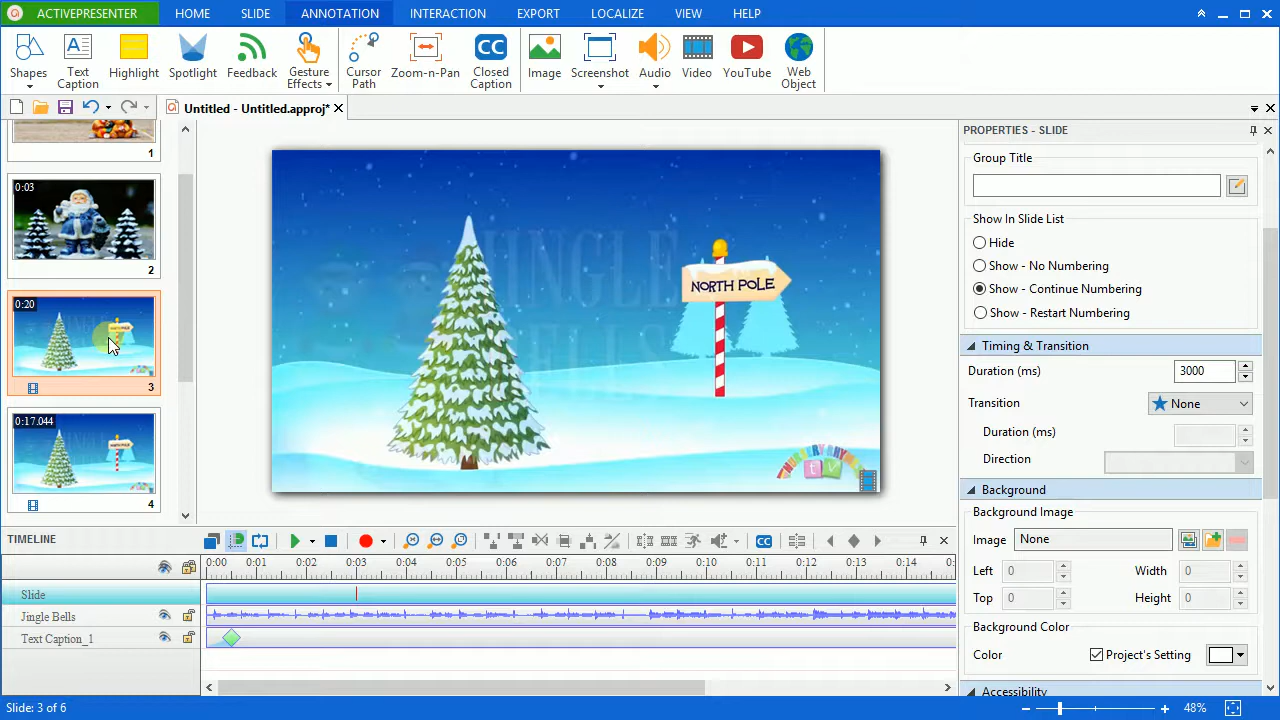 ACTIVEPRESENTER
HOME
SLIDE
ANNOTATION
INTERACTION
EXPORT
LOCALIZE
VIEW
HELP
Shapes
Text Caption
Highlight
Spotlight
Feedback
Gesture Effects
Cursor Path
Zoom-n-Pan
CC
Closed Caption
Image
Screenshot
Audio
Video
YouTube
Web Object
Untitled - Untitled.approj*
1
0:03
2
0:20
3
0:17.044
4
JINGLE
BELLS
NORTH POLE
NURSERY RHYMES
tv
PROPERTIES - SLIDE
Group Title
Show In Slide List
Hide
Show - No Numbering
Show - Continue Numbering
Show - Restart Numbering
Timing & Transition
Duration (ms)
3000
Transition
None
Duration (ms)
Direction
Background
Background Image
Image
None
Left
0
Width
0
Top
0
Height
0
Background Color
Color
Project's Setting
Accessibility
TIMELINE
CC
0:00 0:01 0:02 0:03 0:04 0:05 0:06 0:07 0:08 0:09 0:10 0:11 0:12 0:13 0:14
Slide
Jingle Bells
Text Caption_1
Slide: 3 of 6
48%